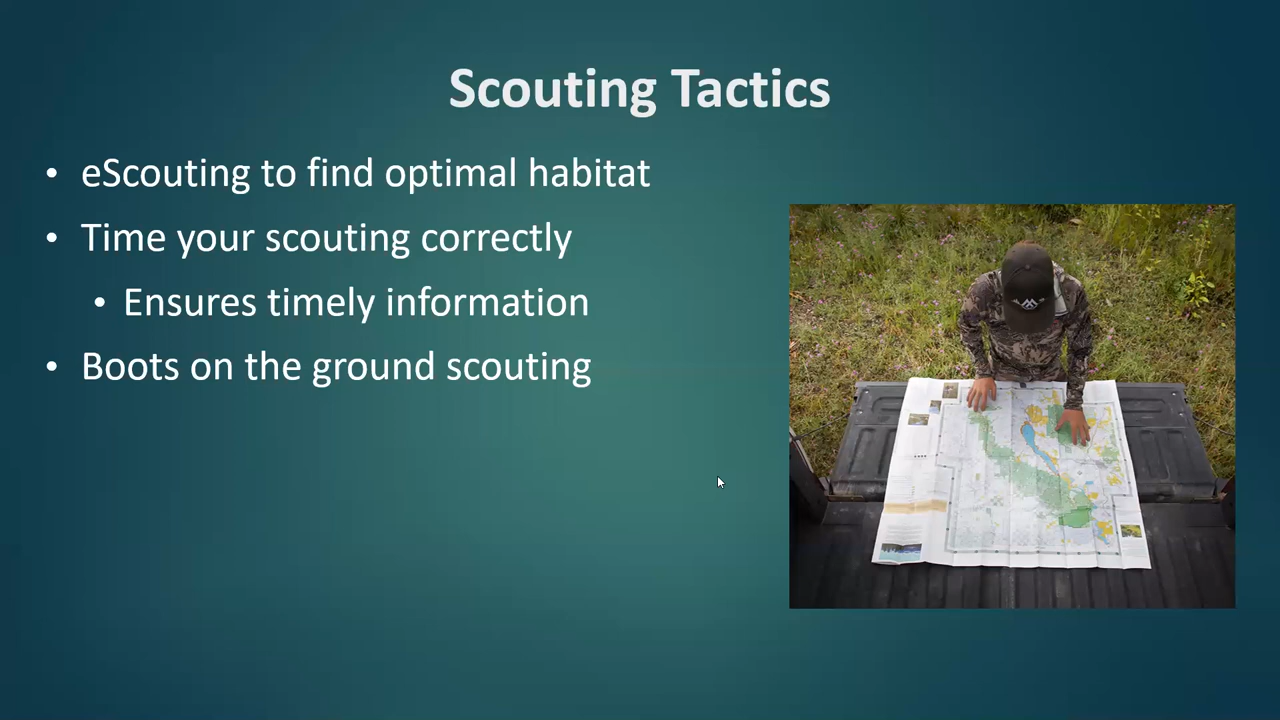 Scouting Tactics
• eScouting to find optimal habitat
• Time your scouting correctly
• Ensures timely information
• Boots on the ground scouting